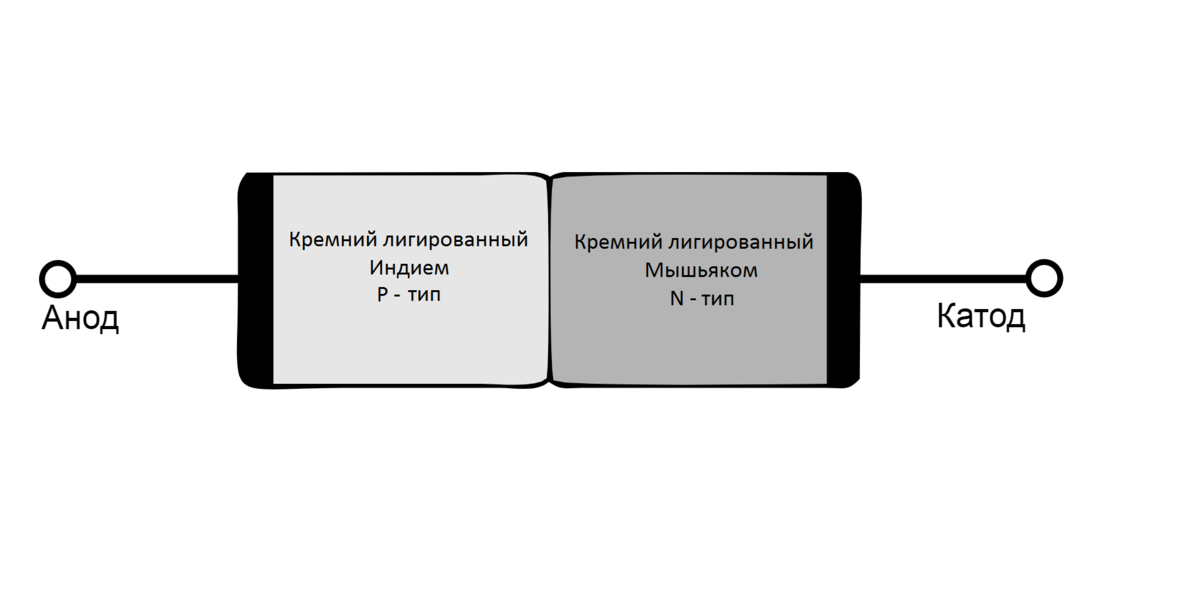 Кремний лигированный
Индием
P - тип
Кремний лигированный
Мышьяком
N - тип
Анод
Катод